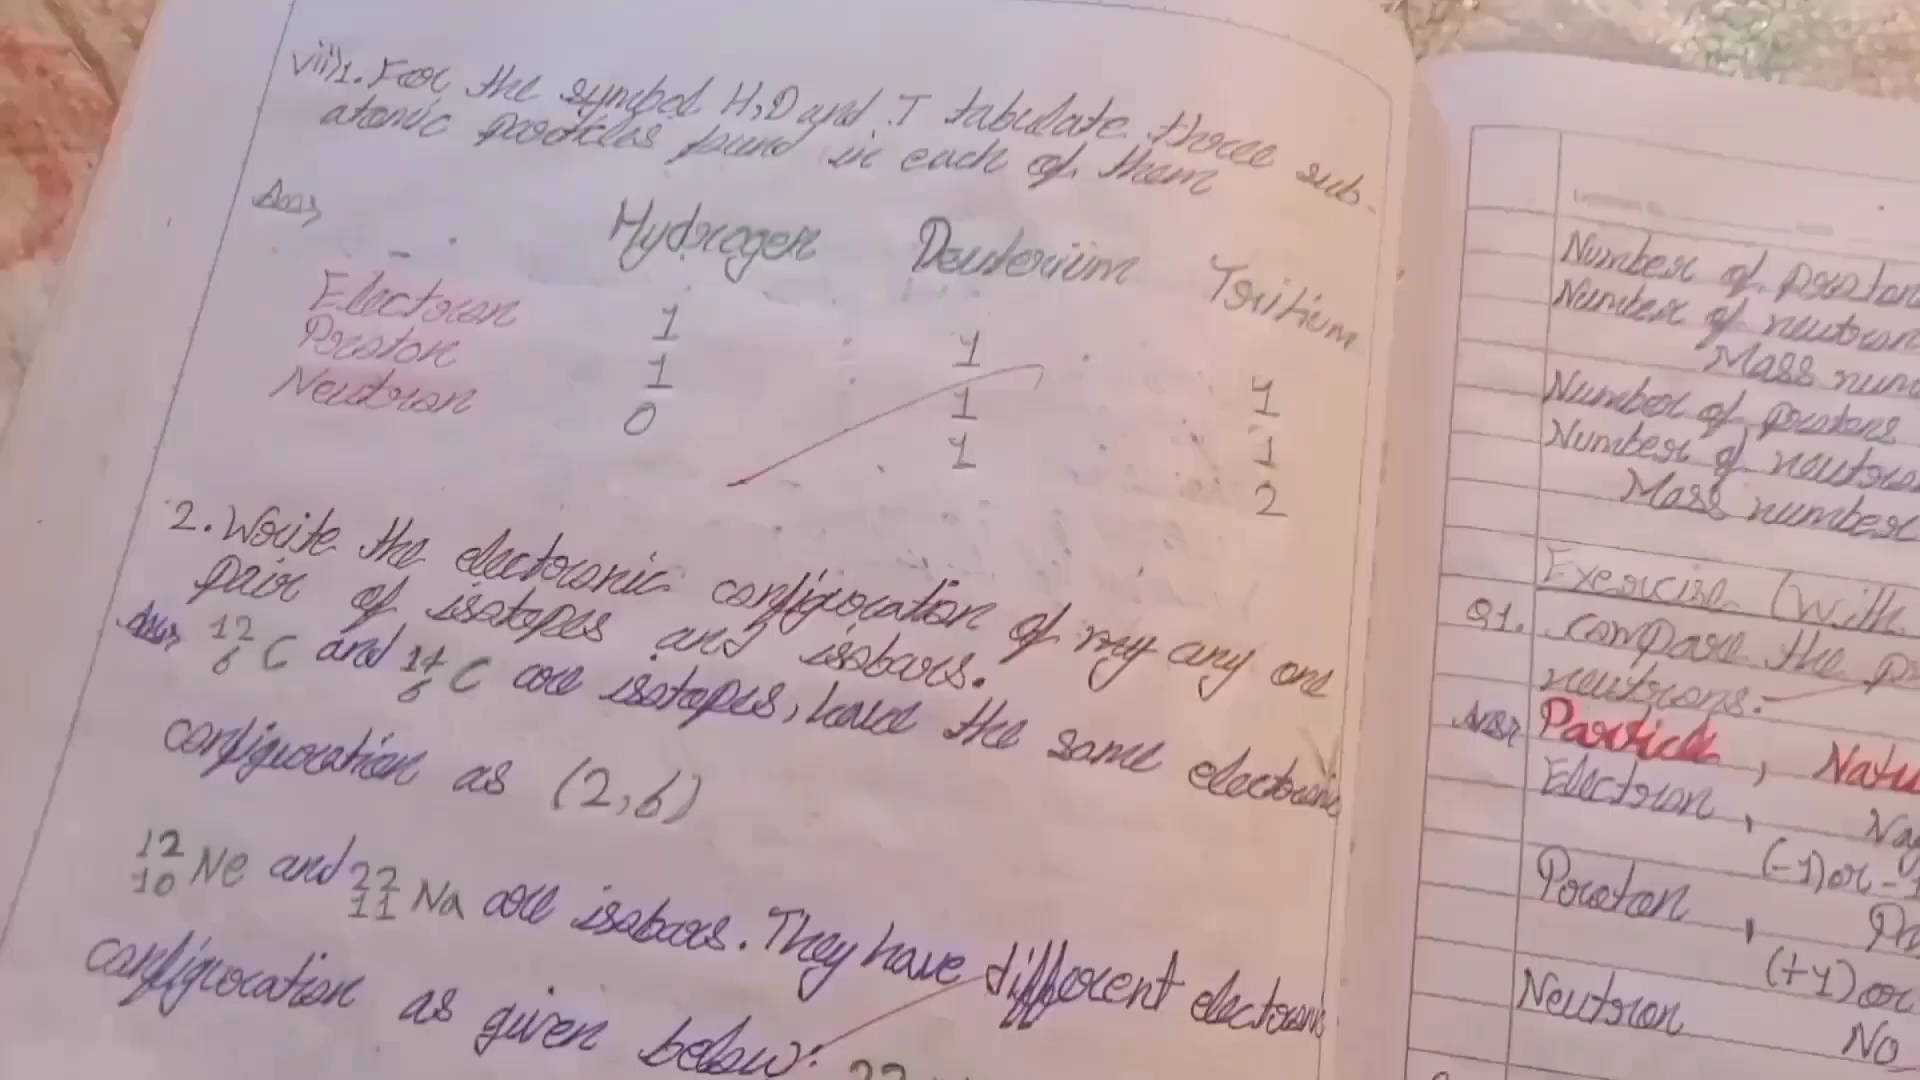 viii)1. For the symbol H,D and T tabulate three sub-
atomic particles found in each of them
Ans
Hydrogen Deuterium Tritium
Electron 1 1 1
Proton 1 1 1
Neutron 0 1 2
2. Write the electronic configuration of my any one
pair of isotopes and isobars.
Ans 12 6 C and 14 6 C are isotopes, have the same electronic
configuration as (2,6)
12 10 Ne and 22 11 Na are isobars. They have different electronic
configuration as given below:
22
Number of proton
Number of neutron
Mass num
Number of protons
Number of neutron
Mass number
Exercise (With
Q1. Compare the
neutrons.
Ans Particle, Natu
Electron,
(-1) or -1
Proton,
(+1) or
Neutron No